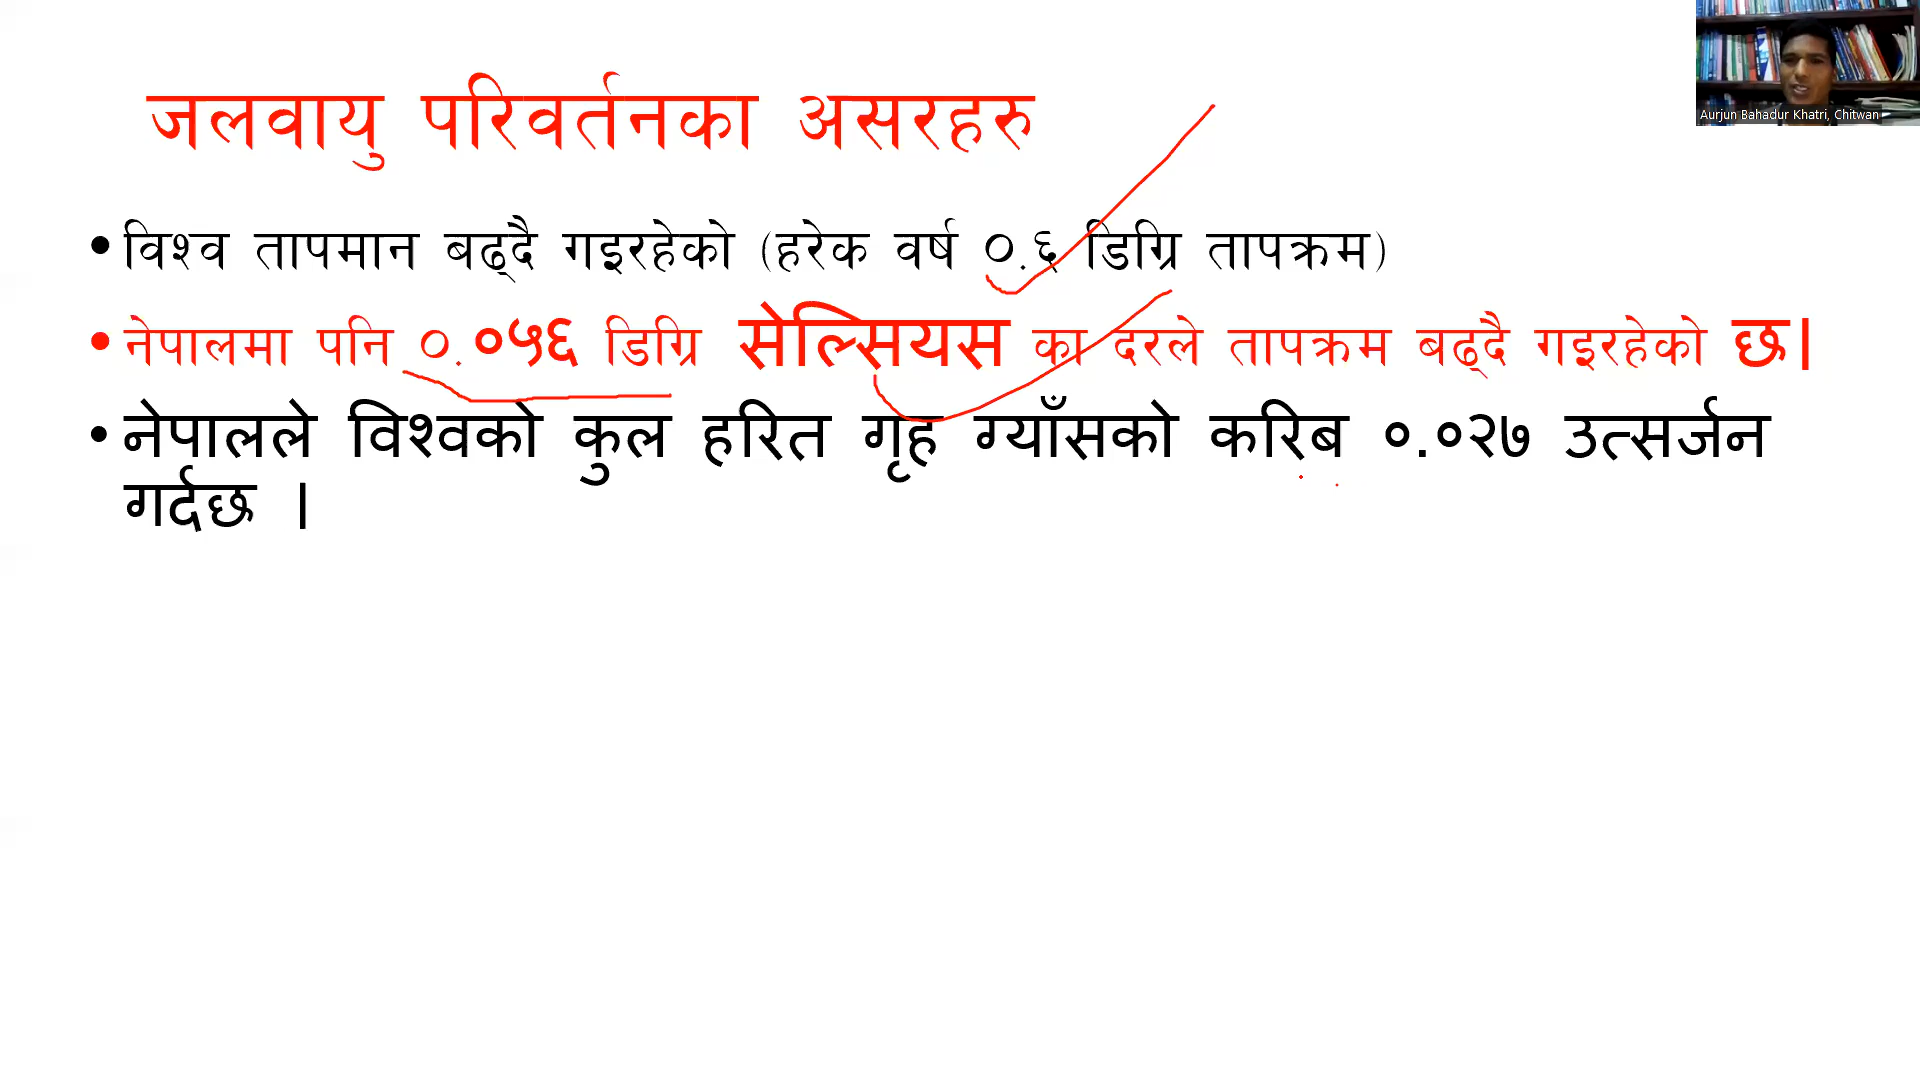 जलवायु परिवर्तनका असरहरु
Aurjun Bahadur Khatri, Chitwan
•विश्व तापमान बढ्दै गइरहेको (हरेक वर्ष ०.६ डिग्रि तापक्रम)
•नेपालमा पनि ०.०५६ डिग्रि सेल्सियस का दरले तापक्रम बढ्दै गइरहेको छ।
•नेपालले विश्वको कुल हरित गृह ग्याँसको करिब ०.०२७ उत्सर्जन
गर्दछ ।